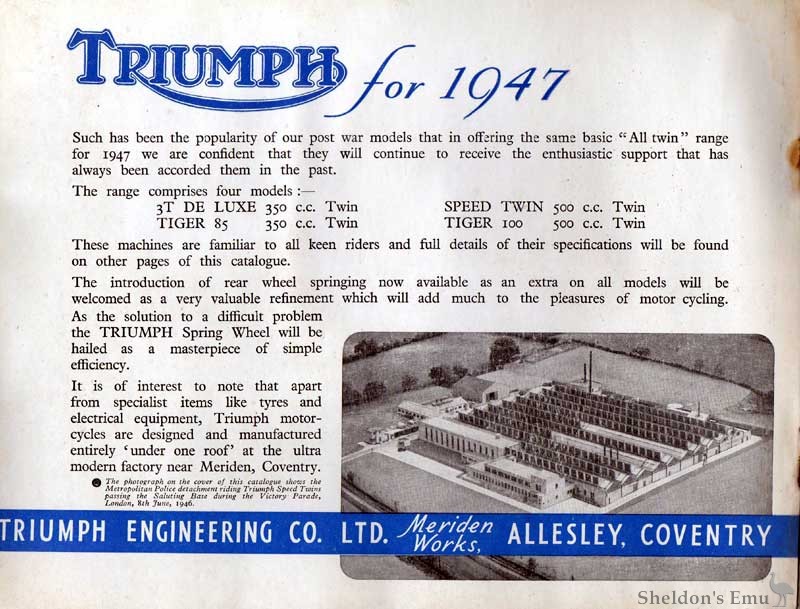 TRIUMPH for 1947
Such has been the popularity of our post war models that in offering the same basic “All twin” range
for 1947 we are confident that they will continue to receive the enthusiastic support that has
always been accorded them in the past.
The range comprises four models :—
3T DE LUXE 350 c.c. Twin SPEED TWIN 500 c.c. Twin
TIGER 85 350 c.c. Twin TIGER 100 500 c.c. Twin
These machines are familiar to all keen riders and full details of their specifications will be found
on other pages of this catalogue.
The introduction of rear wheel springing now available as an extra on all models will be
welcomed as a very valuable refinement which will add much to the pleasures of motor cycling.
As the solution to a difficult problem
the TRIUMPH Spring Wheel will be
hailed as a masterpiece of simple
efficiency.
It is of interest to note that apart
from specialist items like tyres and
electrical equipment, Triumph motor-
cycles are designed and manufactured
entirely ‘under one roof’ at the ultra
modern factory near Meriden, Coventry.
The photograph on the cover of this catalogue shows the
Metropolitan Police detachment riding Triumph Speed Twins
passing the Saluting Base during the Victory Parade,
London, 8th June, 1946.
TRIUMPH ENGINEERING CO. LTD. Meriden Works, ALLESLEY, COVENTRY
Sheldon's Emu